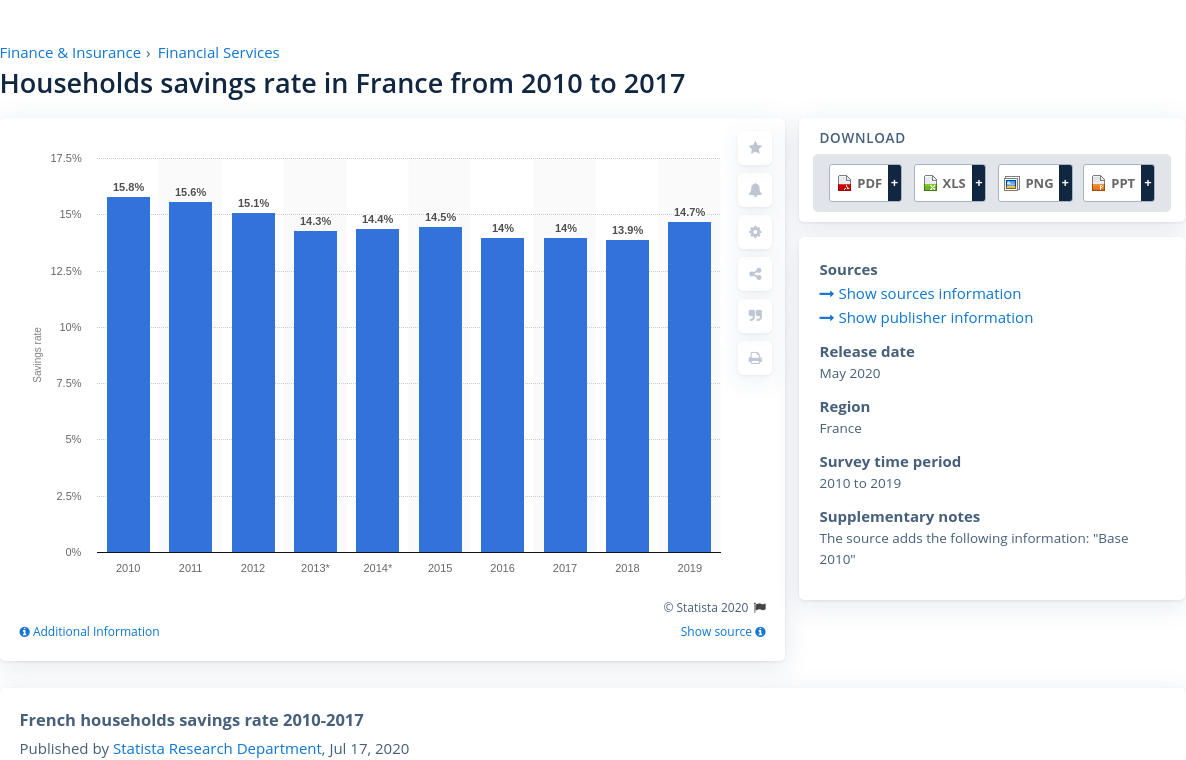 Finance & Insurance › Financial Services
Households savings rate in France from 2010 to 2017
17.5%
15%
12.5%
10%
7.5%
5%
2.5%
0%
Savings rate
15.8%
15.6%
15.1%
14.3%
14.4%
14.5%
14%
14%
13.9%
14.7%
2010
2011
2012
2013*
2014*
2015
2016
2017
2018
2019
© Statista 2020
Additional Information
Show source
DOWNLOAD
PDF +
XLS +
PNG +
PPT +
Sources
Show sources information
Show publisher information
Release date
May 2020
Region
France
Survey time period
2010 to 2019
Supplementary notes
The source adds the following information: "Base
2010"
French households savings rate 2010-2017
Published by Statista Research Department, Jul 17, 2020